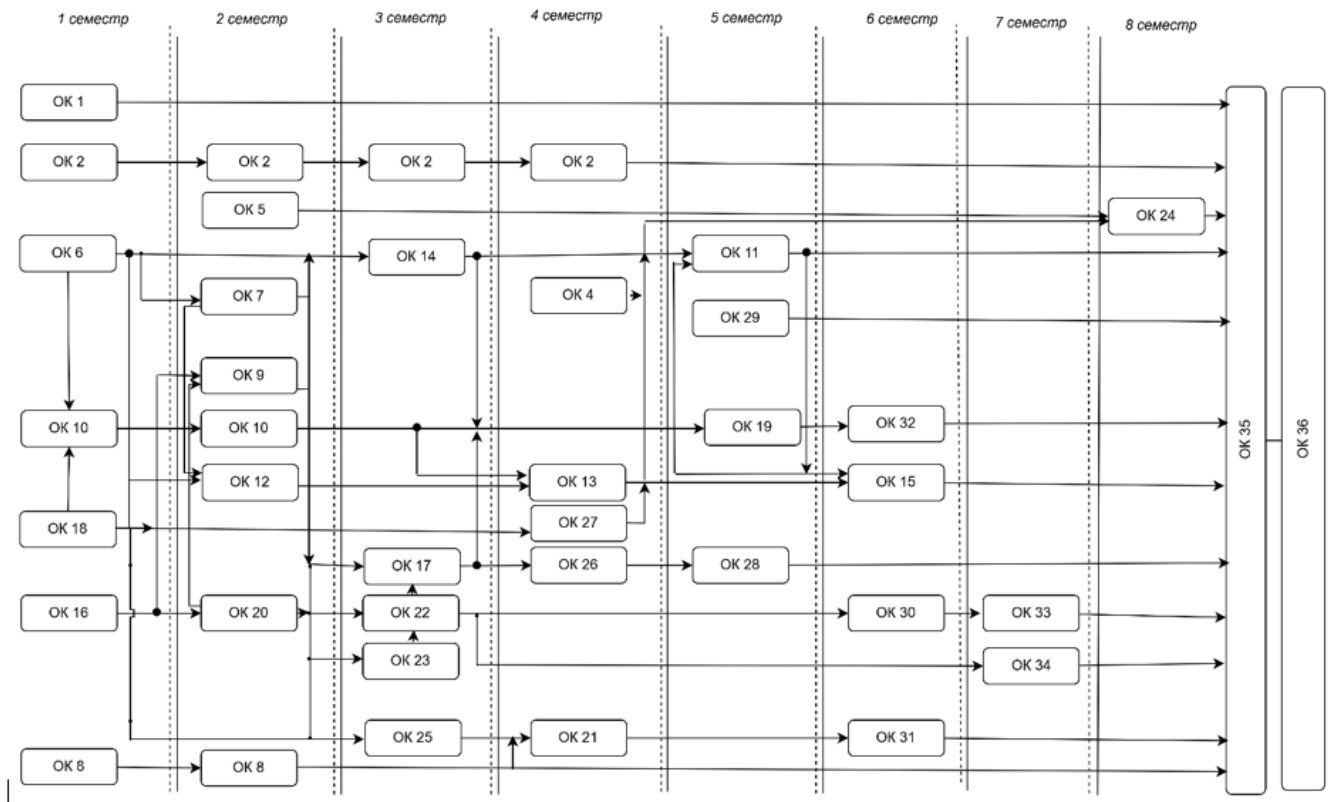 1 семестр 2 семестр 3 семестр 4 семестр 5 семестр 6 семестр 7 семестр 8 семестр
ОК 1
ОК 2 ОК 2 ОК 2 ОК 2
ОК 5 ОК 24
ОК 6 ОК 14 ОК 11
ОК 7 ОК 4
ОК 29
ОК 9
ОК 10 ОК 10 ОК 19 ОК 32
ОК 12 ОК 13 ОК 15
ОК 18 ОК 27
ОК 17 ОК 26 ОК 28
ОК 16 ОК 20 ОК 22 ОК 30 ОК 33
ОК 23 ОК 34
ОК 25 ОК 21 ОК 31
ОК 8 ОК 8
ОК 35
ОК 36